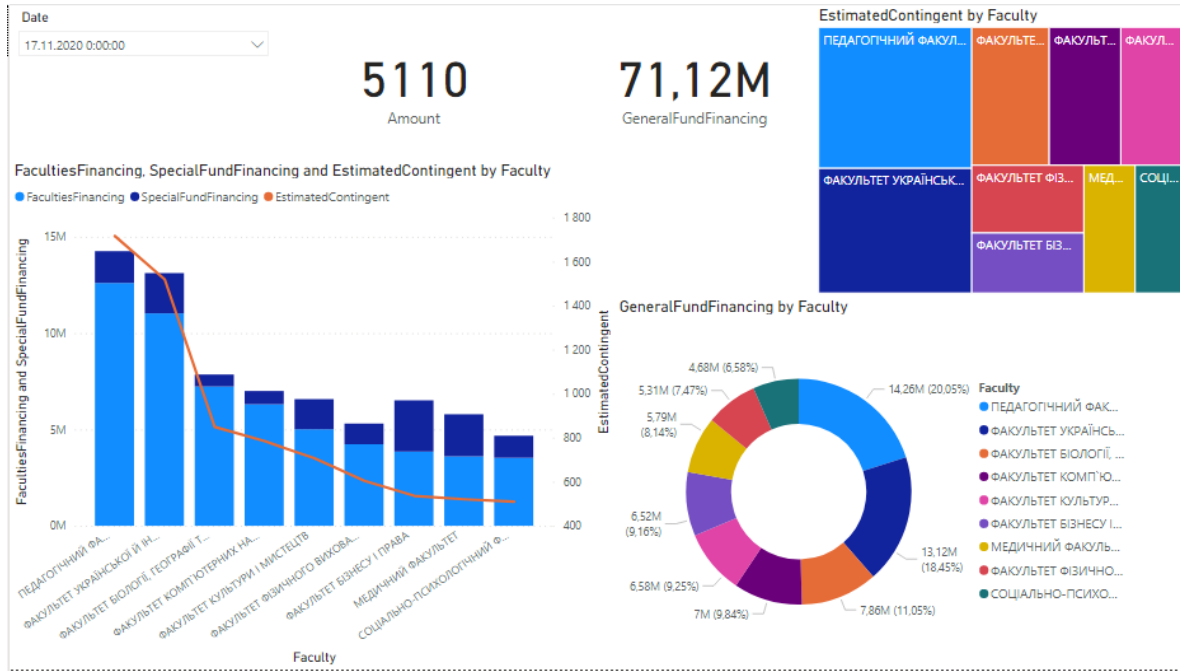 Date
17.11.2020 0:00:00
5110
Amount
71,12M
GeneralFundFinancing
EstimatedContingent by Faculty
ПЕДАГОГІЧНИЙ ФАКУЛ...
ФАКУЛЬТЕ...
ФАКУЛЬТ...
ФАКУЛ...
ФАКУЛЬТЕТ УКРАЇНСЬК...
ФАКУЛЬТЕТ ФІЗ...
МЕД...
СОЦІ...
ФАКУЛЬТЕТ БІЗ...
FacultiesFinancing, SpecialFundFinancing and EstimatedContingent by Faculty
FacultiesFinancing SpecialFundFinancing EstimatedContingent
FacultiesFinancing and SpecialFundFinancing
15M
10M
5M
0M
1 800
1 600
1 400
1 200
1 000
800
600
400
EstimatedContingent
ПЕДАГОГІЧНИЙ ФА...
ФАКУЛЬТЕТ УКРАЇНСЬКОЇ Й ІН...
ФАКУЛЬТЕТ БІОЛОГІЇ, ГЕОГРАФІЇ Т...
ФАКУЛЬТЕТ КОМП`ЮТЕРНИХ НА...
ФАКУЛЬТЕТ КУЛЬТУРИ І МИСТЕЦТВ
ФАКУЛЬТЕТ ФІЗИЧНОГО ВИХОВА...
ФАКУЛЬТЕТ БІЗНЕСУ І ПРАВА
МЕДИЧНИЙ ФАКУЛЬТЕТ
СОЦІАЛЬНО-ПСИХОЛОГІЧНИЙ Ф...
Faculty
GeneralFundFinancing by Faculty
14,26M (20,05%)
13,12M
(18,45%)
7,86M (11,05%)
7M (9,84%)
6,58M (9,25%)
6,52M
(9,16%)
5,79M
(8,14%)
5,31M (7,47%)
4,68M (6,58%)
Faculty
ПЕДАГОГІЧНИЙ ФАК...
ФАКУЛЬТЕТ УКРАЇНСЬ...
ФАКУЛЬТЕТ БІОЛОГІЇ, ...
ФАКУЛЬТЕТ КОМП`Ю...
ФАКУЛЬТЕТ КУЛЬТУР...
ФАКУЛЬТЕТ БІЗНЕСУ І...
МЕДИЧНИЙ ФАКУЛЬ...
ФАКУЛЬТЕТ ФІЗИЧНО...
СОЦІАЛЬНО-ПСИХО...